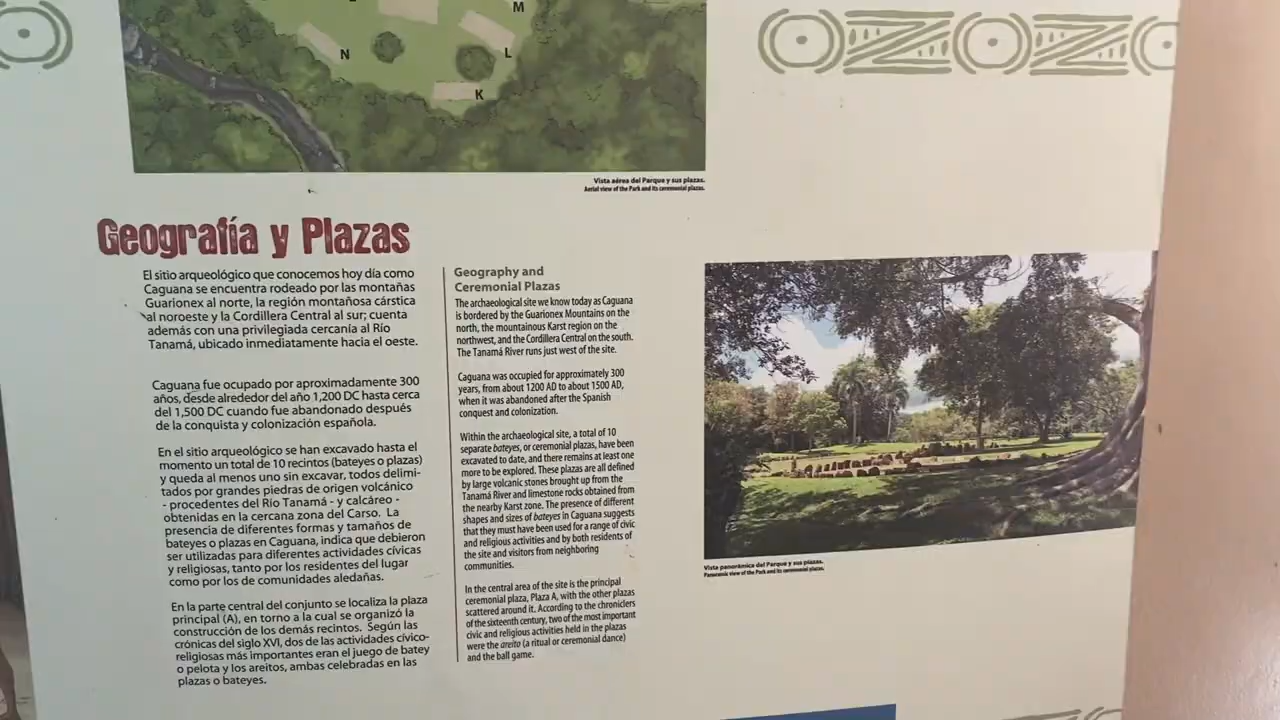 M
N
L
K
Vista aérea del Parque y sus plazas.
Aerial view of the Park and its ceremonial plazas.
Geografía y Plazas
El sitio arqueológico que conocemos hoy día como
Caguana se encuentra rodeado por las montañas
Guarionex al norte, la región montañosa cárstica
al noroeste y la Cordillera Central al sur; cuenta
además con una privilegiada cercanía al Río
Tanamá, ubicado inmediatamente hacia el oeste.
Caguana fue ocupado por aproximadamente 300
años, desde alrededor del año 1,200 DC hasta cerca
del 1,500 DC cuando fue abandonado después
de la conquista y colonización española.
En el sitio arqueológico se han excavado hasta el
momento un total de 10 recintos (bateyes o plazas)
y queda al menos uno sin excavar, todos delimi-
tados por grandes piedras de origen volcánico
- procedentes del Río Tanamá - y calcáreo -
obtenidas en la cercana zona del Carso. La
presencia de diferentes formas y tamaños de
bateyes o plazas en Caguana, indica que debieron
ser utilizadas para diferentes actividades cívicas
y religiosas, tanto por los residentes del lugar
como por los de comunidades aledañas.
En la parte central del conjunto se localiza la plaza
principal (A), en torno a la cual se organizó la
construcción de los demás recintos. Según las
crónicas del siglo XVI, dos de las actividades cívico-
religiosas más importantes eran el juego de batey
o pelota y los areitos, ambas celebradas en las
plazas o bateyes.
Geography and
Ceremonial Plazas
The archaeological site we know today as Caguana
is bordered by the Guarionex Mountains on the
north, the mountainous Karst region on the
northwest, and the Cordillera Central on the south.
The Tanamá River runs just west of the site.
Caguana was occupied for approximately 300
years, from about 1200 AD to about 1500 AD,
when it was abandoned after the Spanish
conquest and colonization.
Within the archaeological site, a total of 10
separate bateyes, or ceremonial plazas, have been
excavated to date, and there remains at least one
more to be explored. These plazas are all defined
by large volcanic stones brought up from the
Tanamá River and limestone rocks obtained from
the nearby Karst zone. The presence of different
shapes and sizes of bateyes in Caguana suggests
that they must have been used for a range of civic
and religious activities and by both residents of
the site and visitors from neighboring
communities.
In the central area of the site is the principal
ceremonial plaza, Plaza A, with the other plazas
scattered around it. According to the chroniclers
of the sixteenth century, two of the most important
civic and religious activities held in the plazas
were the areito (a ritual or ceremonial dance)
and the ball game.
Vista panorámica del Parque y sus plazas.
Panoramic view of the Park and its ceremonial plazas.